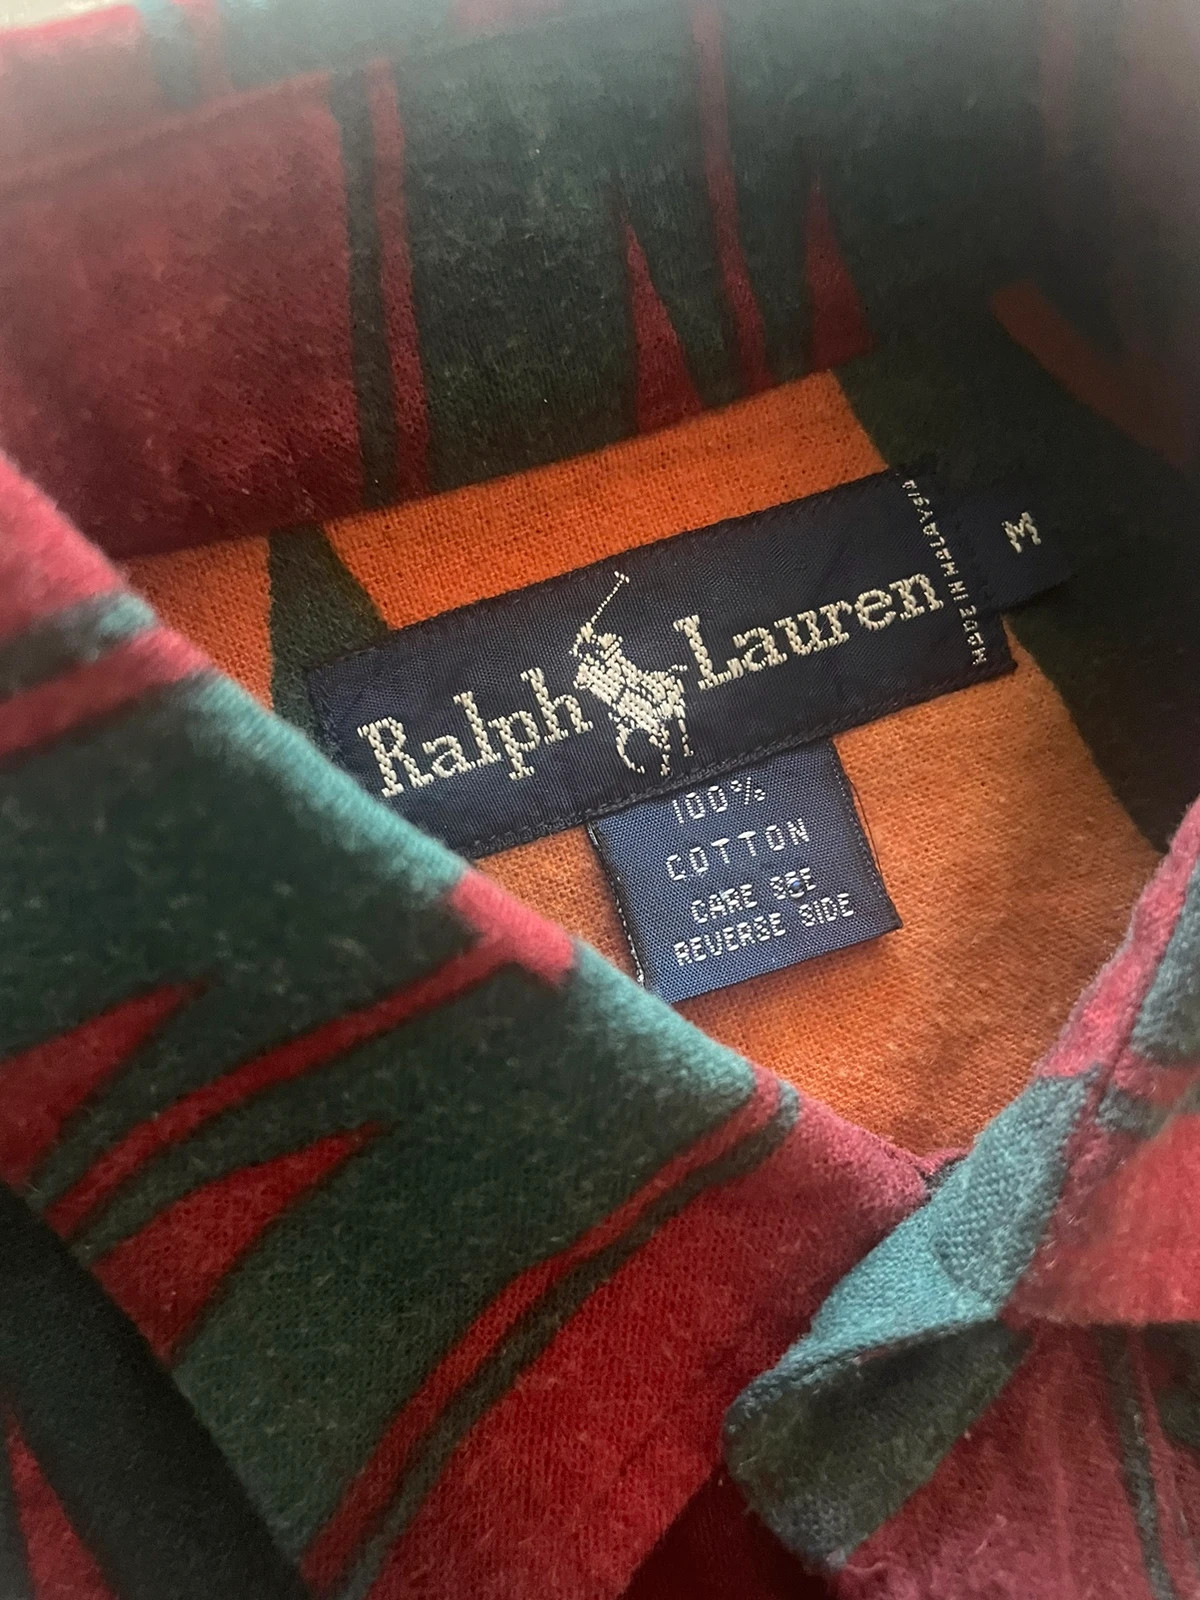 Ralph Lauren
MADE IN MALAYSIA
M
100%
COTTON
CARE SEE
REVERSE SIDE